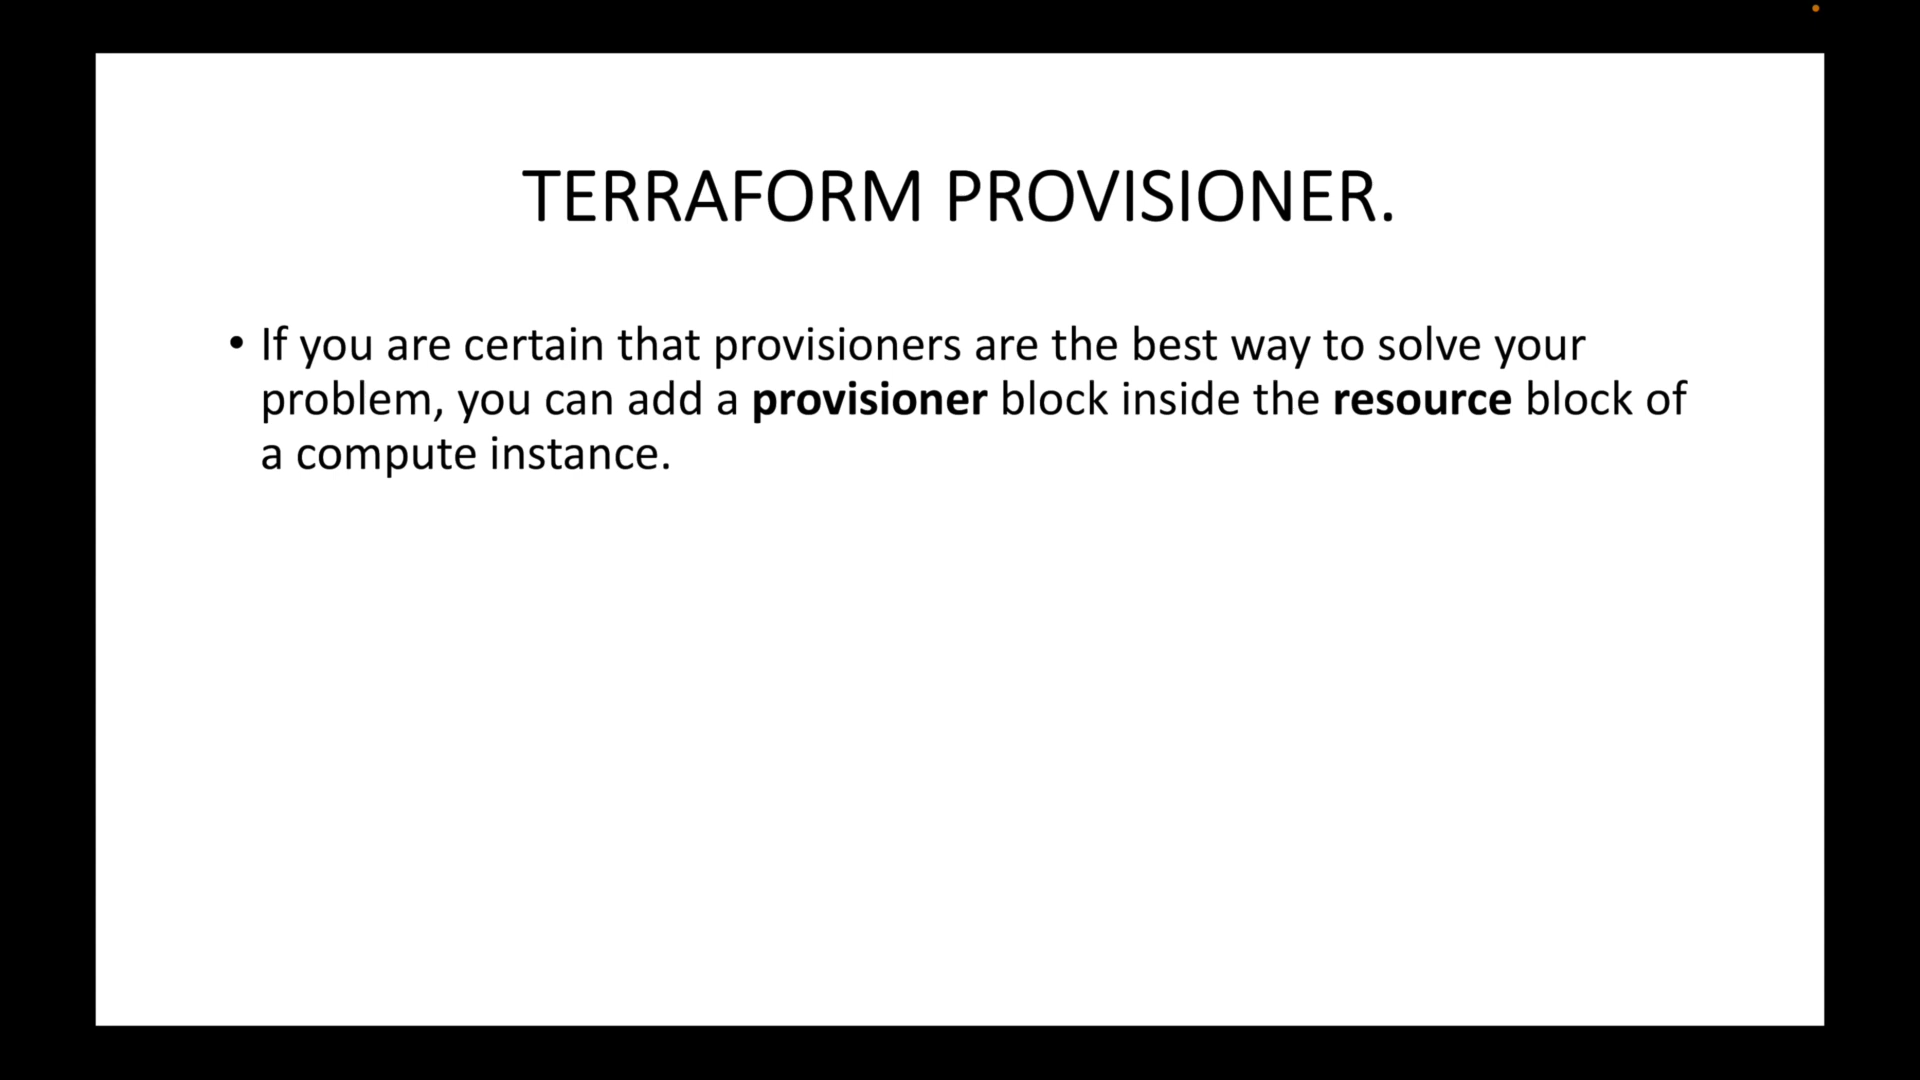 TERRAFORM PROVISIONER.
• If you are certain that provisioners are the best way to solve your
problem, you can add a provisioner block inside the resource block of
a compute instance.